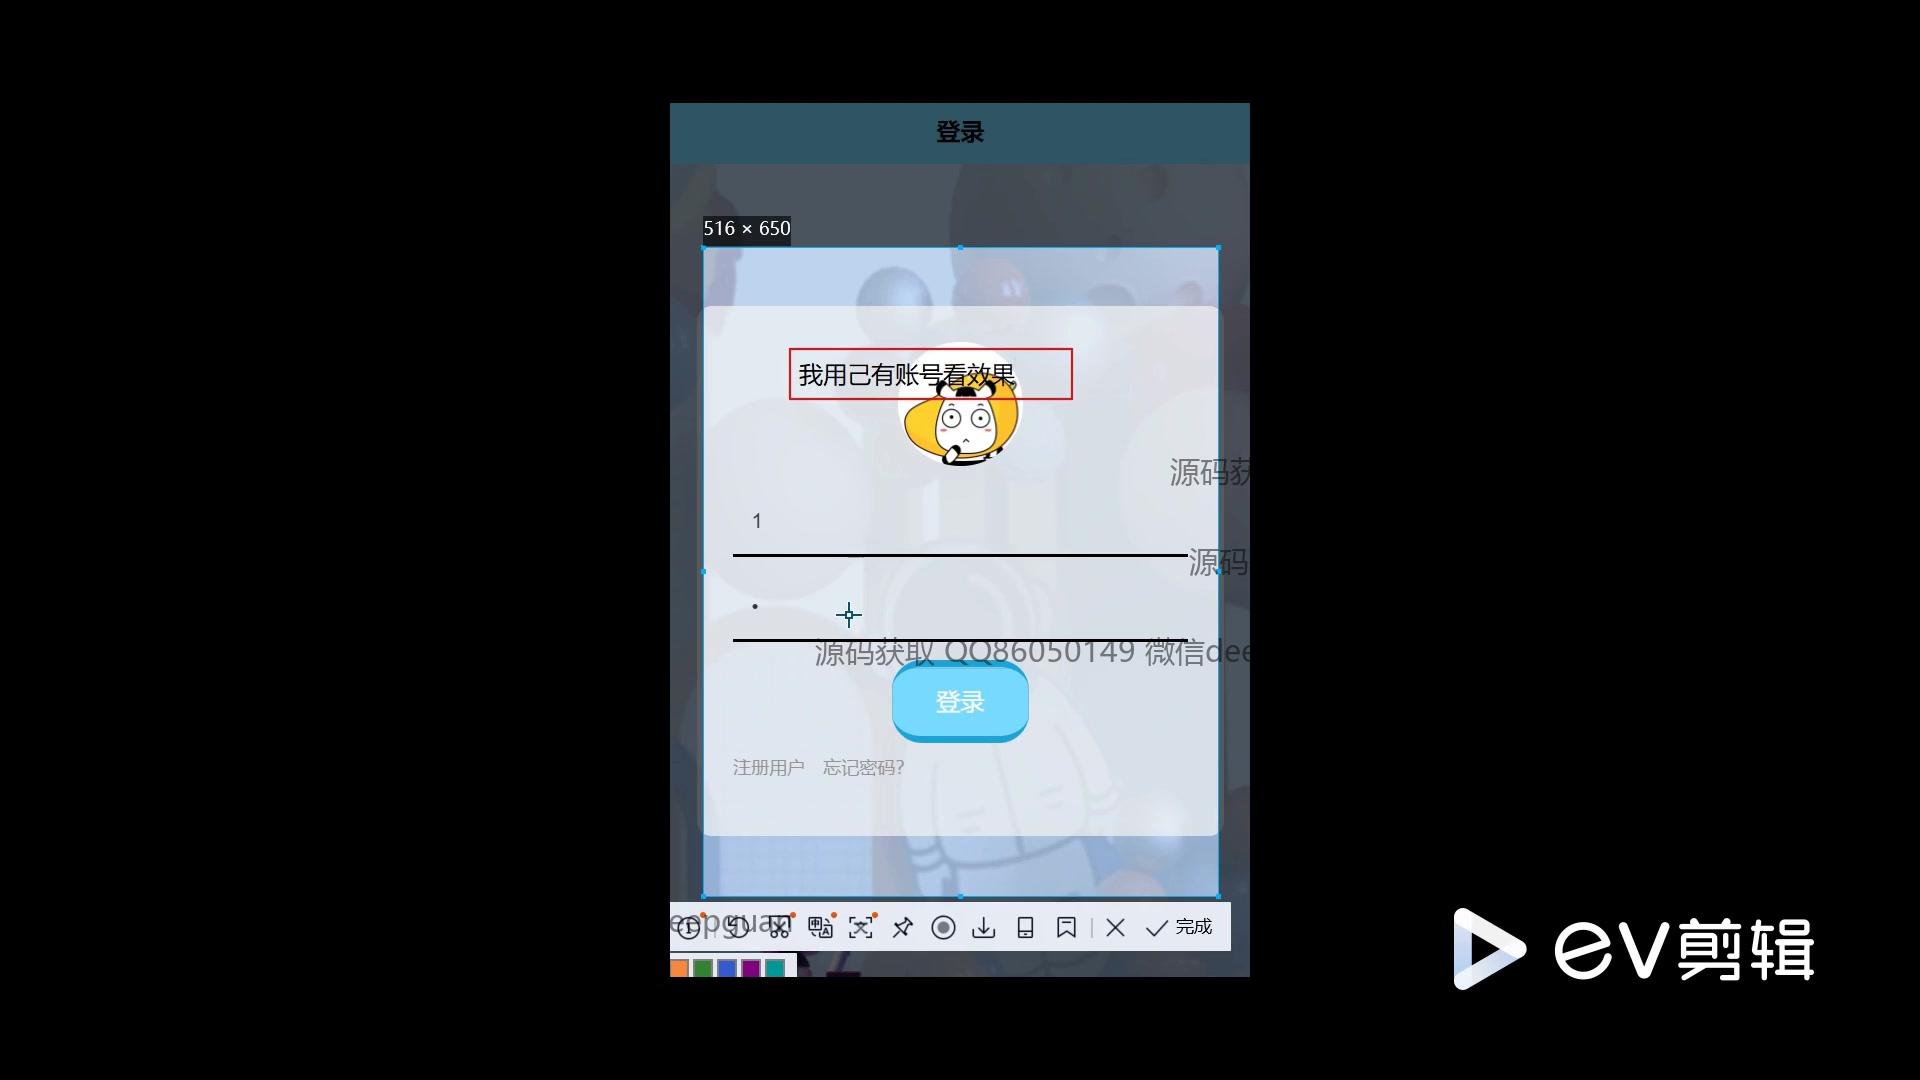 登录
516 × 650
我用己有账号看效果
源码获
1
源码
•
源码获取 QQ86050149 微信dee
登录
注册用户 忘记密码?
eepguan
完成
ev剪辑